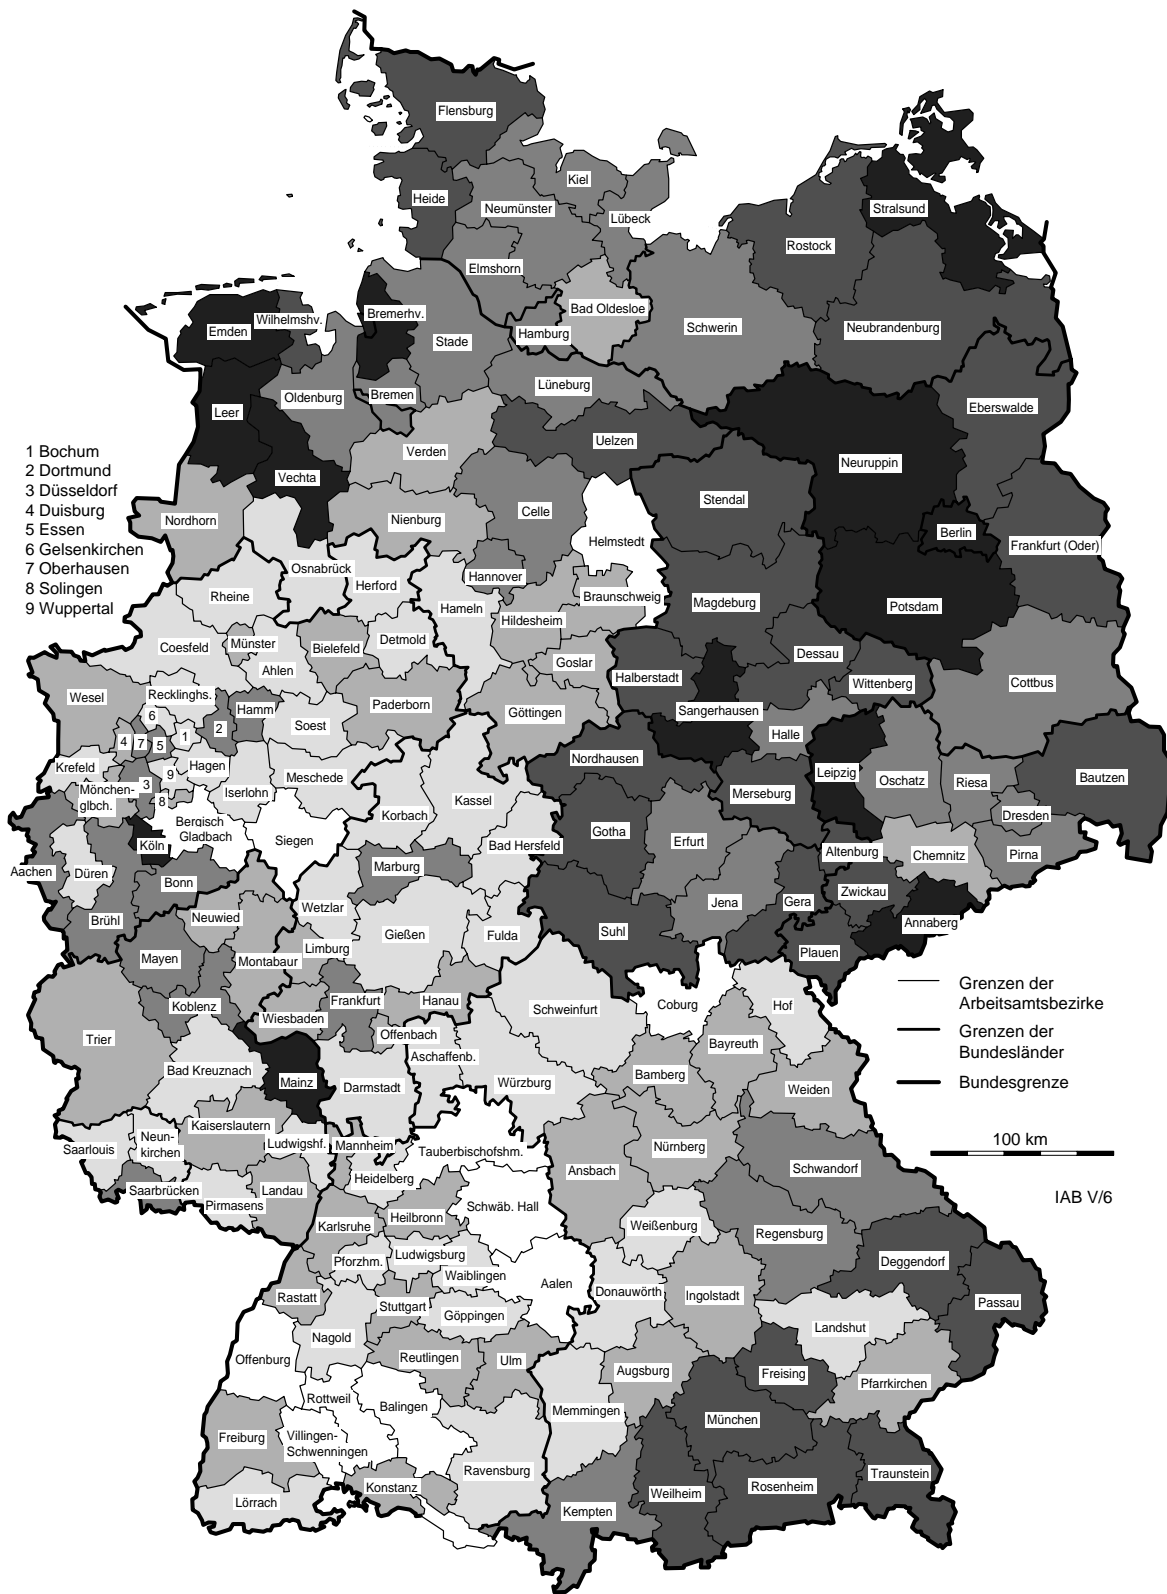 Flensburg
Kiel
Heide
Neumünster
Lübeck
Stralsund
Rostock
Elmshorn
Bad Oldesloe
Bremerhv.
Wilhelmshv.
Emden
Hamburg
Schwerin
Neubrandenburg
Stade
Lüneburg
Oldenburg
Bremen
Eberswalde
Leer
Uelzen
Verden
1 Bochum
2 Dortmund
3 Düsseldorf
4 Duisburg
5 Essen
6 Gelsenkirchen
7 Oberhausen
8 Solingen
9 Wuppertal
Neuruppin
Vechta
Stendal
Celle
Nordhorn
Nienburg
Berlin
Helmstedt
Frankfurt (Oder)
Osnabrück
Hannover
Herford
Rheine
Braunschweig
Magdeburg
Potsdam
Hameln
Hildesheim
Münster
Detmold
Coesfeld
Bielefeld
Dessau
Goslar
Ahlen
Halberstadt
Wittenberg
Cottbus
Recklinghs.
Wesel
Paderborn
Hamm
Göttingen
Sangerhausen
6
Soest
2
1
Halle
4
7
5
Nordhausen
Hagen
Krefeld
Leipzig
9
Meschede
Oschatz
Riesa
Bautzen
Mönchen-
glbch.
3
Iserlohn
Merseburg
8
Kassel
Korbach
Dresden
Bergisch
Gladbach
Gotha
Siegen
Erfurt
Köln
Bad Hersfeld
Altenburg
Chemnitz
Pirna
Marburg
Aachen
Düren
Bonn
Zwickau
Jena
Gera
Wetzlar
Brühl
Neuwied
Annaberg
Gießen
Fulda
Suhl
Limburg
Plauen
Mayen
Montabaur
Grenzen der
Arbeitsamtsbezirke
Koblenz
Frankfurt
Hanau
Schweinfurt
Coburg
Hof
Wiesbaden
Grenzen der
Bundesländer
Trier
Offenbach
Bayreuth
Aschaffenb.
Bad Kreuznach
Bamberg
Mainz
Darmstadt
Würzburg
Weiden
Bundesgrenze
Kaiserslautern
Neun-
kirchen
Saarlouis
Ludwigshf.
Mannheim
Tauberbischofshm.
Nürnberg
100 km
Ansbach
Schwandorf
Heidelberg
Saarbrücken
Landau
Pirmasens
IAB V/6
Schwäb. Hall
Heilbronn
Karlsruhe
Weißenburg
Regensburg
Pforzhm.
Ludwigsburg
Deggendorf
Waiblingen
Aalen
Donauwörth
Ingolstadt
Rastatt
Passau
Stuttgart
Göppingen
Landshut
Nagold
Offenburg
Reutlingen
Ulm
Augsburg
Freising
Pfarrkirchen
Rottweil
Balingen
Memmingen
München
Freiburg
Villingen-
Schwenningen
Ravensburg
Traunstein
Konstanz
Weilheim
Rosenheim
Lörrach
Kempten